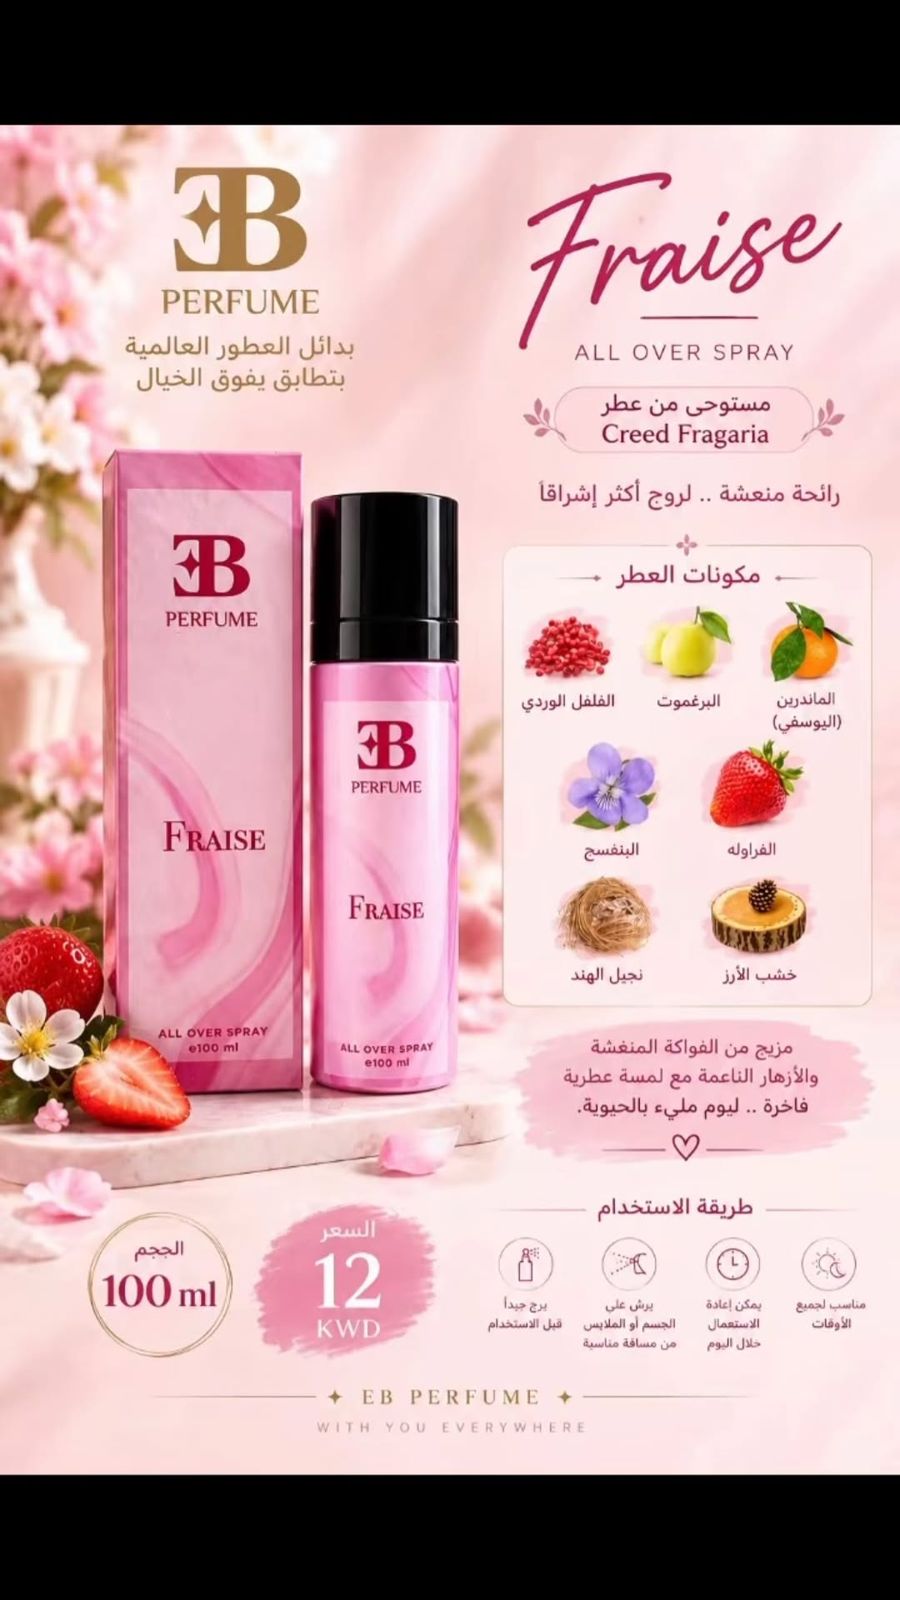 EB
PERFUME
بدائل العطور العالمية
بتطابق يفوق الخيال
Fraise
ALL OVER SPRAY
مستوحى من عطر
Creed Fragaria
رائحة منعشة .. لروح أكثر إشراقاً
مكونات العطر
الماندرين
(اليوسفي)
البرغموت
الفلفل الوردي
الفراوله
البنفسج
خشب الأرز
نجيل الهند
مزيج من الفواكة المنعشة
والأزهار الناعمة مع لمسة عطرية
فاخرة .. ليوم مليء بالحيوية.
EB
PERFUME
FRAISE
ALL OVER SPRAY
e100 ml
EB
PERFUME
FRAISE
ALL OVER SPRAY
e100 ml
الحجم
100 ml
السعر
12
KWD
طريقة الاستخدام
مناسب لجميع
الأوقات
يمكن إعادة
الاستعمال
خلال اليوم
يرش على
الجسم أو الملابس
من مسافة مناسبة
يرج جيداً
قبل الاستخدام
EB PERFUME
WITH YOU EVERYWHERE